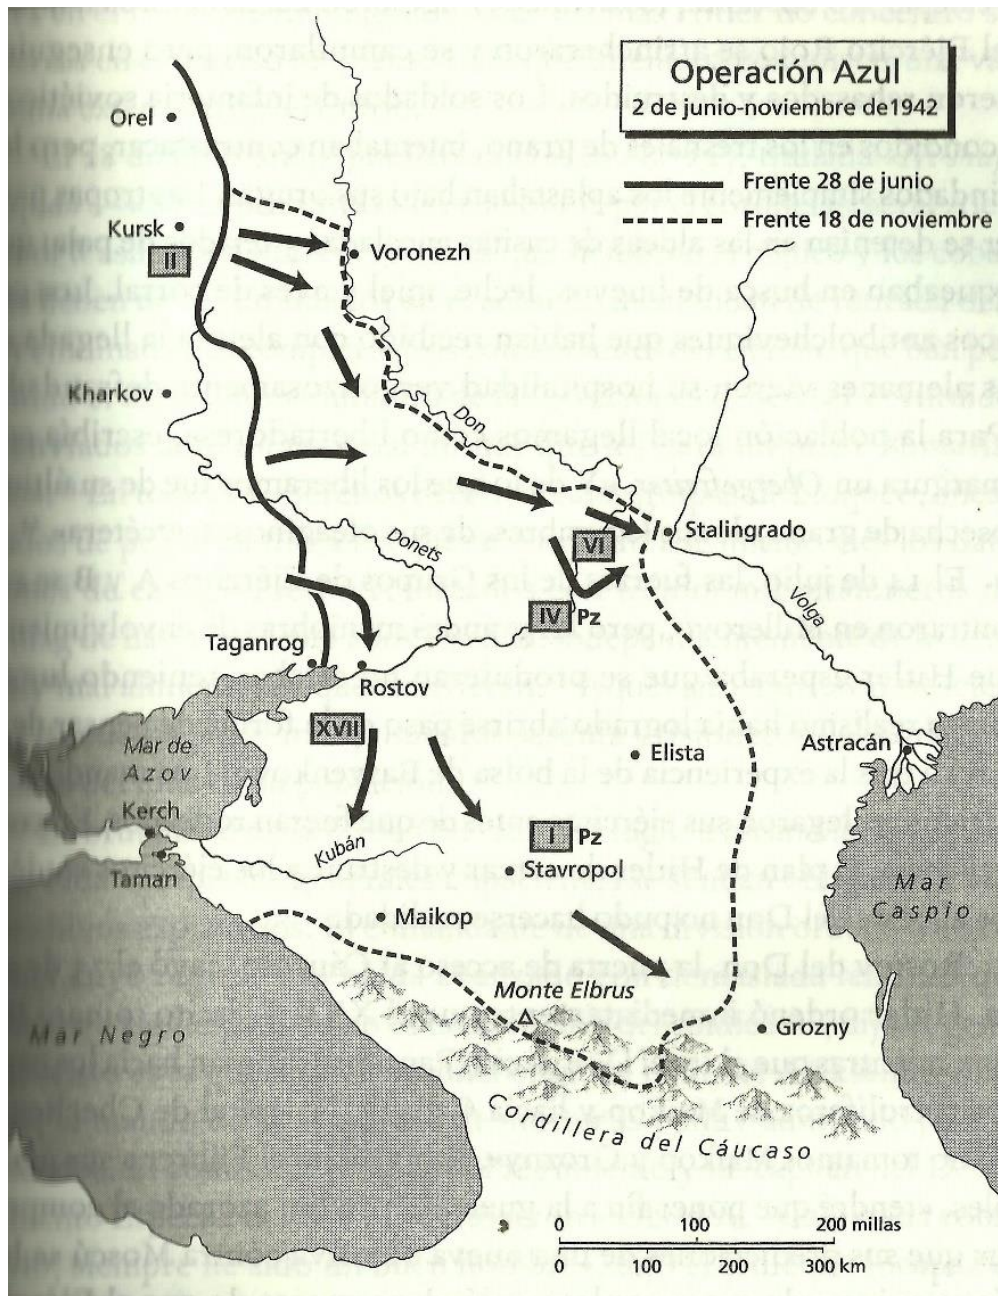 Operación Azul
2 de junio-noviembre de1942
Frente 28 de junio
Frente 18 de noviembre
Orel
Kursk
II
Voronezh
Kharkov
Don
Donets
Stalingrado
VI
IV Pz
Volga
Taganrog
Rostov
XVII
Elista
Astracán
Mar de
Azov
Kerch
Kubán
I Pz
Taman
Stavropol
Mar
Caspio
Maikop
Monte Elbrus
Mar Negro
Grozny
Cordillera del Cáucaso
0 100 200 millas
0 100 200 300 km